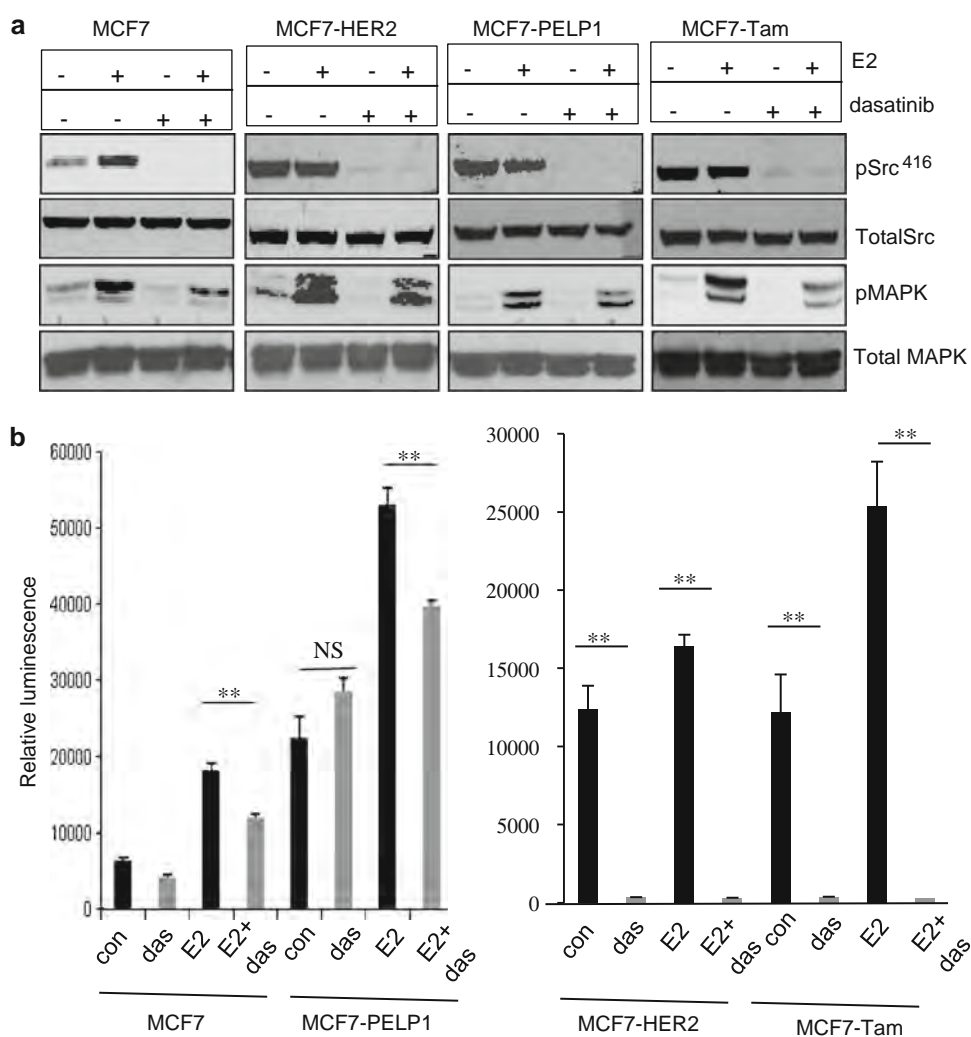 a
MCF7 MCF7-HER2 MCF7-PELP1 MCF7-Tam
- + - + - + - + - + - + - + - + E2
- - + + - - + + - - + + - - + + dasatinib
pSrc416
TotalSrc
pMAPK
Total MAPK
b
Relative luminescence
60000
50000
40000
30000
20000
10000
0
** NS **
con das E2 E2+ das con das E2 E2+ das
MCF7 MCF7-PELP1
30000
25000
20000
15000
10000
5000
0
** ** ** **
con das E2 E2+ das con das E2 E2+ das
MCF7-HER2 MCF7-Tam